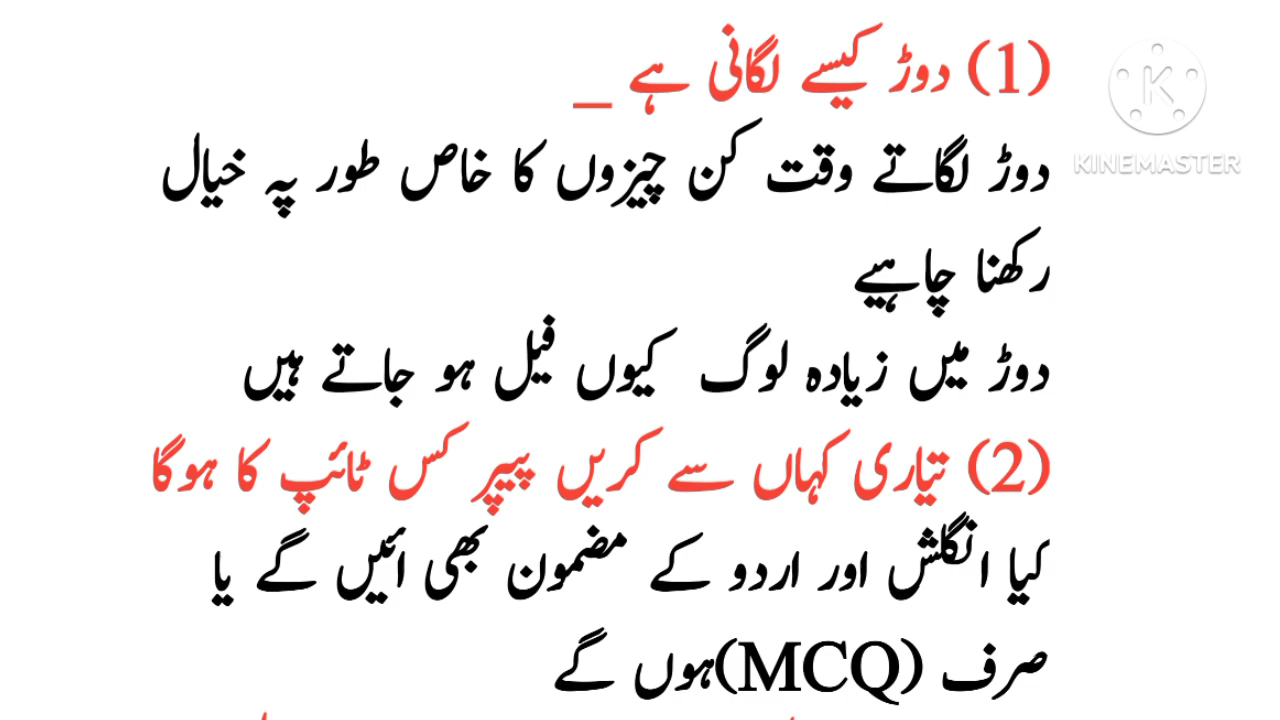 (1) دوڑ کیسے لگانی ہے _
KINEMASTER
دوڑ لگاتے وقت کن چیزوں کا خاص طور پہ خیال
رکھنا چاہیے
دوڑ میں زیادہ لوگ کیوں فیل ہو جاتے ہیں
(2) تیاری کہاں سے کریں پیپر کس ٹائپ کا ہوگا
کیا انگلش اور اردو کے مضمون بھی ائیں گے یا
صرف (MCQ)ہوں گے